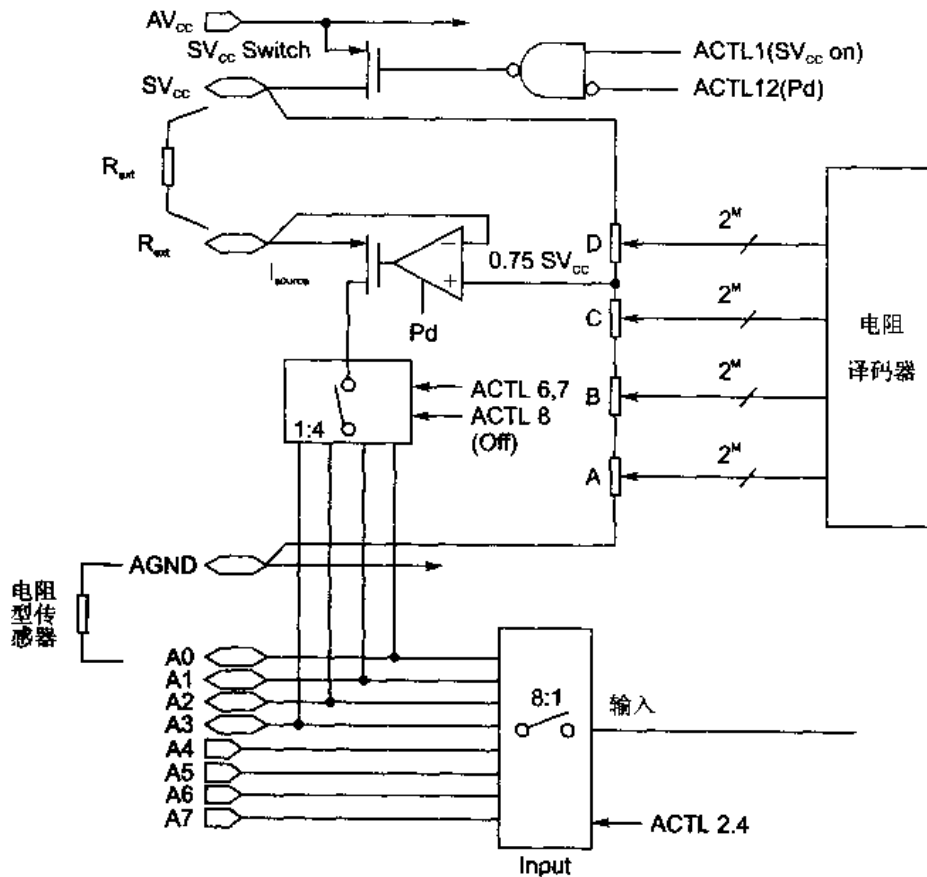 AVcc
SVcc Switch
ACTL1(SVcc on)
SVcc
ACTL12(Pd)
Rext
Rext
Isource
0.75 SVcc
Pd
D
2M
C
2M
B
2M
A
2M
电阻
译码器
ACTL 6,7
ACTL 8
(Off)
1:4
AGND
电阻
型传
感器
A0
A1
A2
A3
A4
A5
A6
A7
8:1
输入
ACTL 2.4
Input